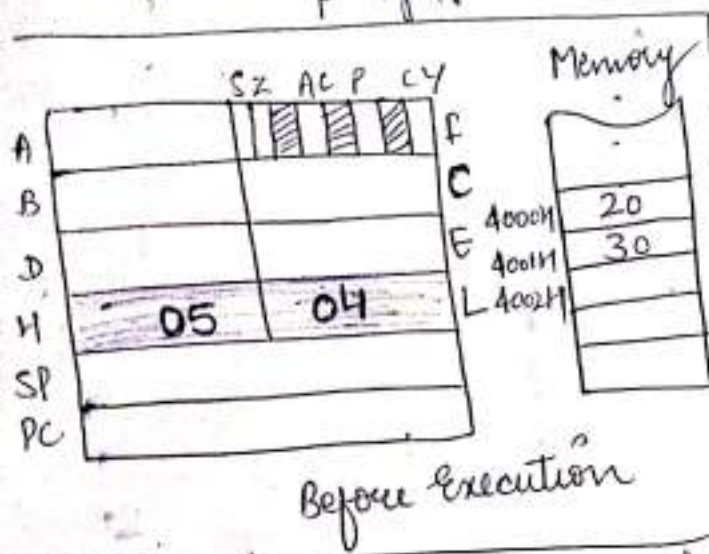 Memory
S Z AC P CY
A F
B C
4000H 20
D E
4001H 30
H 05 04 L 4002H
SP
PC
Before Execution